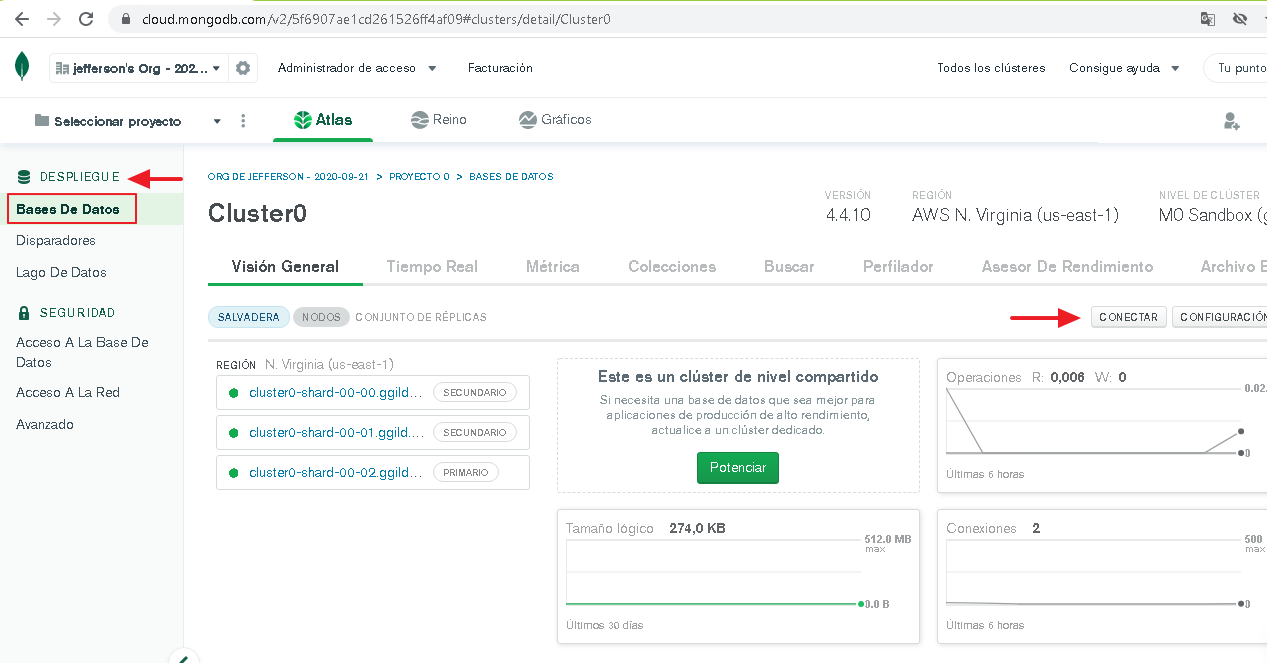 cloud.mongodb.com/v2/5f6907ae1cd261526ff4af09#clusters/detail/Cluster0
jefferson's Org - 202...
Administrador de acceso
Facturación
Todos los clústeres
Consigue ayuda
Tu punto
Seleccionar proyecto
Atlas
Reino
Gráficos
DESPLIEGUE
Bases De Datos
Disparadores
Lago De Datos
SEGURIDAD
Acceso A La Base De
Datos
Acceso A La Red
Avanzado
ORG DE JEFFERSON - 2020-09-21 > PROYECTO 0 > BASES DE DATOS
Cluster0
VERSIÓN
4.4.10
REGIÓN
AWS N. Virginia (us-east-1)
NIVEL DE CLÚSTER
M0 Sandbox (g
Visión General
Tiempo Real
Métrica
Colecciones
Buscar
Perfilador
Asesor De Rendimiento
Archivo E
SALVADERA
NODOS
CONJUNTO DE RÉPLICAS
CONECTAR
CONFIGURACIÓN
REGIÓN N. Virginia (us-east-1)
cluster0-shard-00-00.ggild... SECUNDARIO
cluster0-shard-00-01.ggild.... SECUNDARIO
cluster0-shard-00-02.ggild... PRIMARIO
Este es un clúster de nivel compartido
Si necesita una base de datos que sea mejor para
aplicaciones de producción de alto rendimiento,
actualice a un clúster dedicado.
Potenciar
Operaciones R: 0,006 W: 0
0.02.
0
Últimas 6 horas
Tamaño lógico 274,0 KB
512.0 MB
max
0.0 B
Últimos 30 días
Conexiones 2
500
max
0
Últimas 6 horas